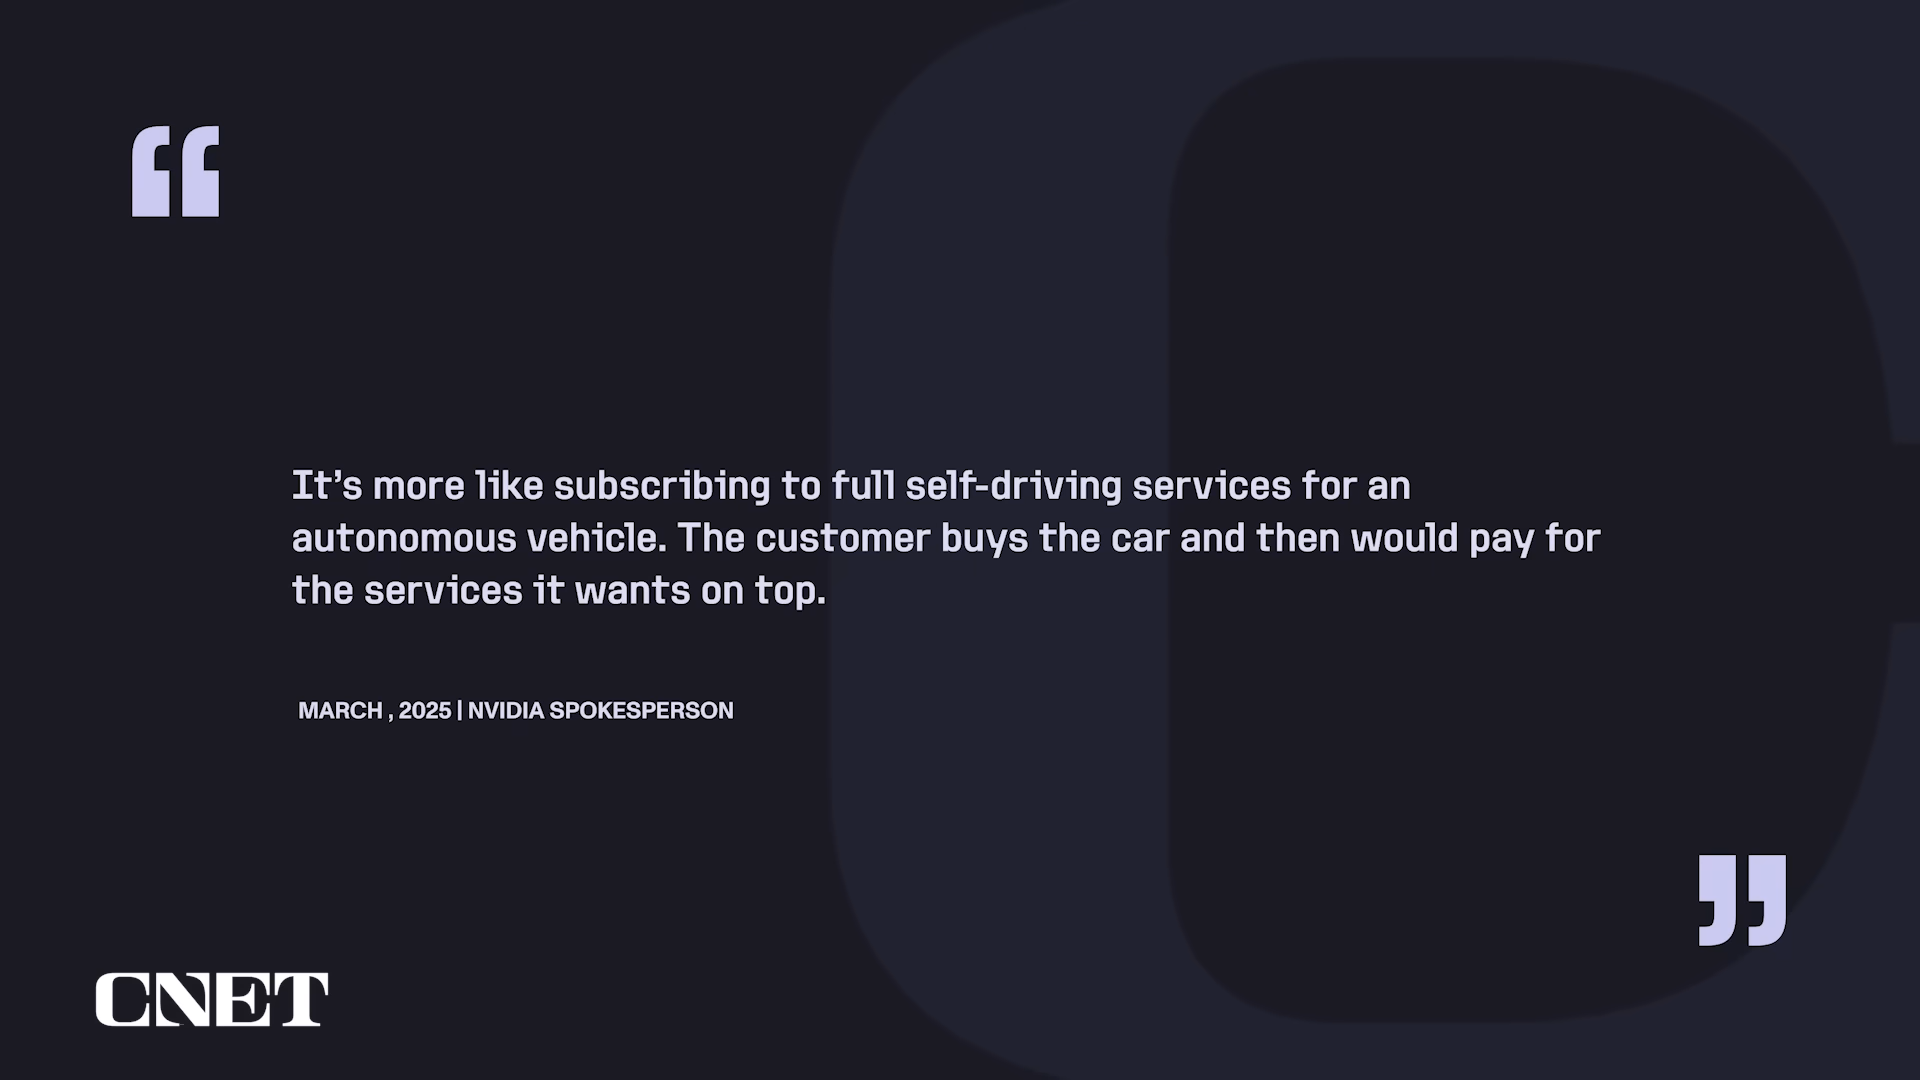 “
It’s more like subscribing to full self-driving services for an
autonomous vehicle. The customer buys the car and then would pay for
the services it wants on top.
MARCH , 2025 | NVIDIA SPOKESPERSON
”
CNET